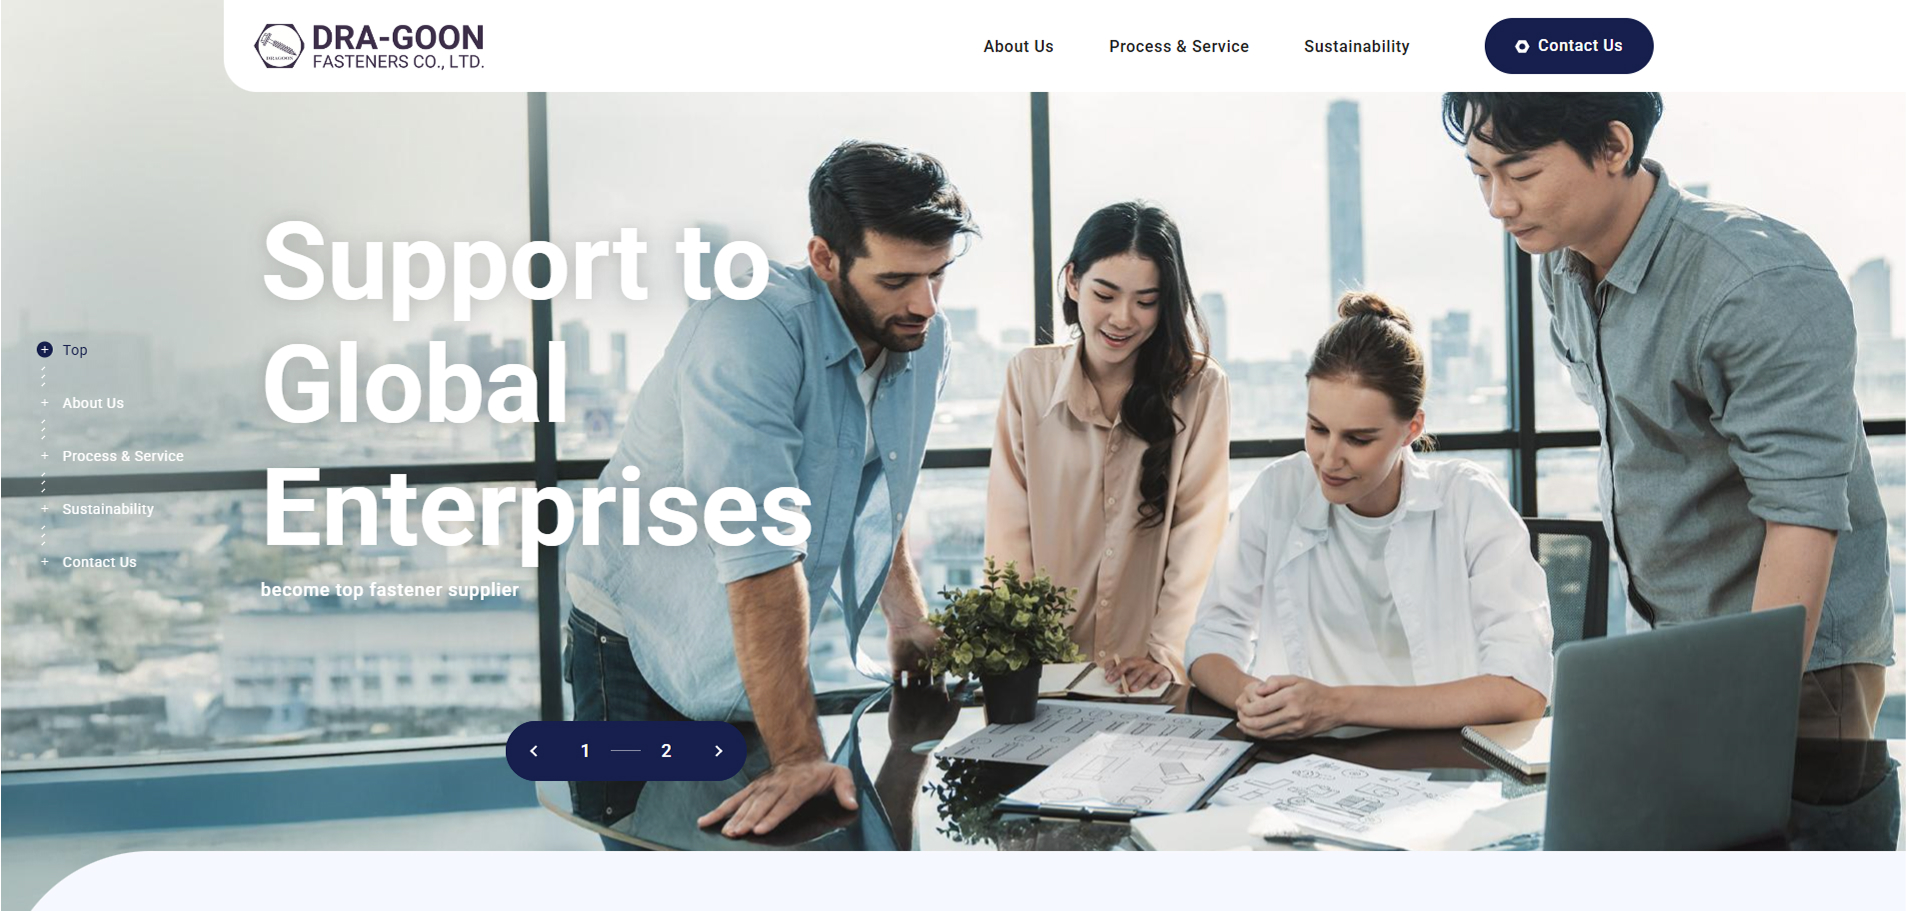 DRA-GOON
FASTENERS CO., LTD.
DRAGOON
About Us
Process & Service
Sustainability
Contact Us
Support to
Global
Enterprises
become top fastener supplier
Top
About Us
Process & Service
Sustainability
Contact Us
1
2